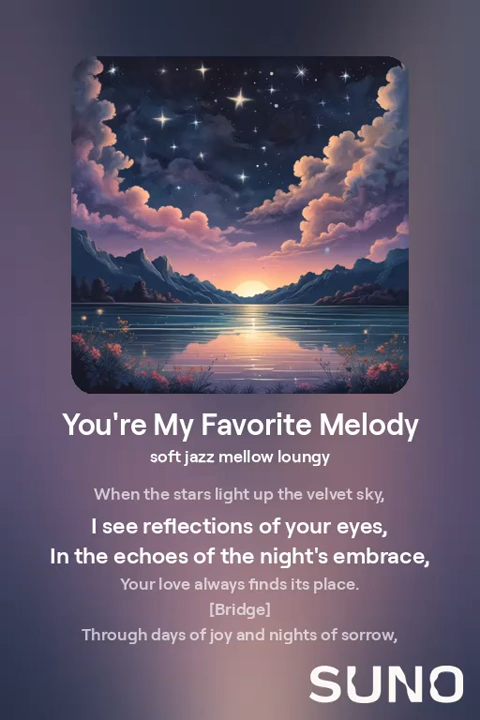 You're My Favorite Melody
soft jazz mellow loungy
When the stars light up the velvet sky,
I see reflections of your eyes,
In the echoes of the night's embrace,
Your love always finds its place.
[Bridge]
Through days of joy and nights of sorrow,
SUNO